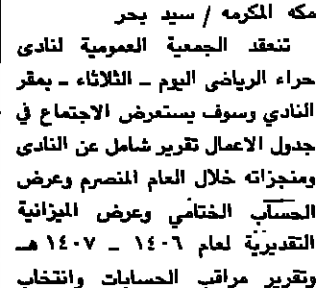 مكه المكرمه / سيد بحر
تنعقد الجمعية العمومية لنادى
حراء الرياضى اليوم ـ الثلاثاء ـ بمقر
النادي وسوف يستعرض الاجتماع في
جدول الاعمال تقرير شامل عن النادى
ومنجزاته خلال العام المنصرم وعرض
الحساب الختامي وعرض الميزانية
التقديرية لعام ١٤٠٦ ـ ١٤٠٧ هـ
وتقرير مراقب الحسابات وانتخاب